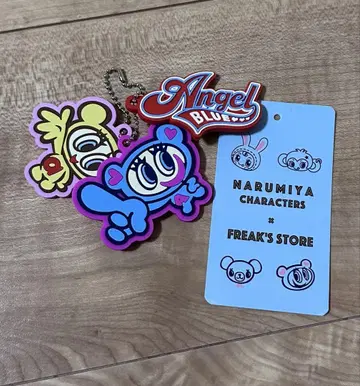 Angel
BLUE
NARUMIYA
CHARACTERS
×
FREAK'S STORE